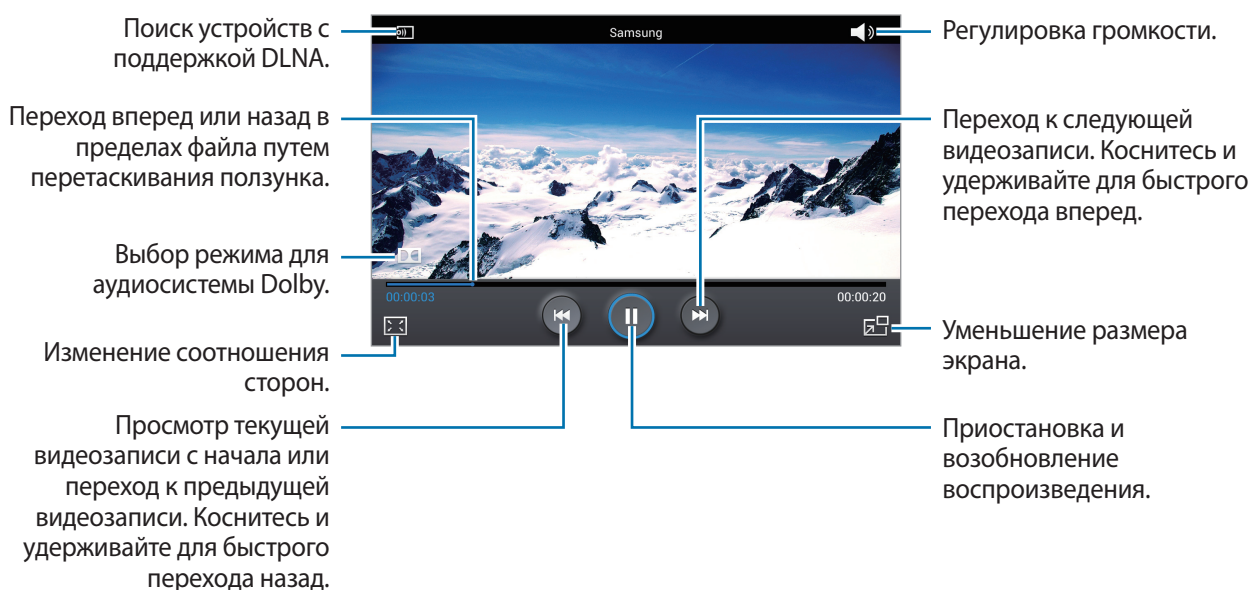 Поиск устройств с
поддержкой DLNA.
Переход вперед или назад в
пределах файла путем
перетаскивания ползунка.
Выбор режима для
аудиосистемы Dolby.
Изменение соотношения
сторон.
Просмотр текущей
видеозаписи с начала или
переход к предыдущей
видеозаписи. Коснитесь и
удерживайте для быстрого
перехода назад.
Samsung
00:00:03
00:00:20
Регулировка громкости.
Переход к следующей
видеозаписи. Коснитесь и
удерживайте для быстрого
перехода вперед.
Уменьшение размера
экрана.
Приостановка и
возобновление
воспроизведения.